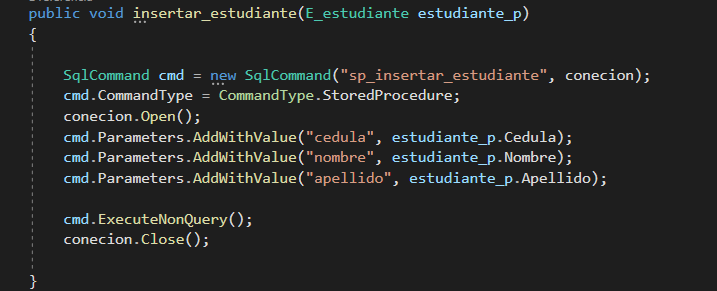 public void insertar_estudiante(E_estudiante estudiante_p)
{
SqlCommand cmd = new SqlCommand("sp_insertar_estudiante", conecion);
cmd.CommandType = CommandType.StoredProcedure;
conecion.Open();
cmd.Parameters.AddWithValue("cedula", estudiante_p.Cedula);
cmd.Parameters.AddWithValue("nombre", estudiante_p.Nombre);
cmd.Parameters.AddWithValue("apellido", estudiante_p.Apellido);
cmd.ExecuteNonQuery();
conecion.Close();
}